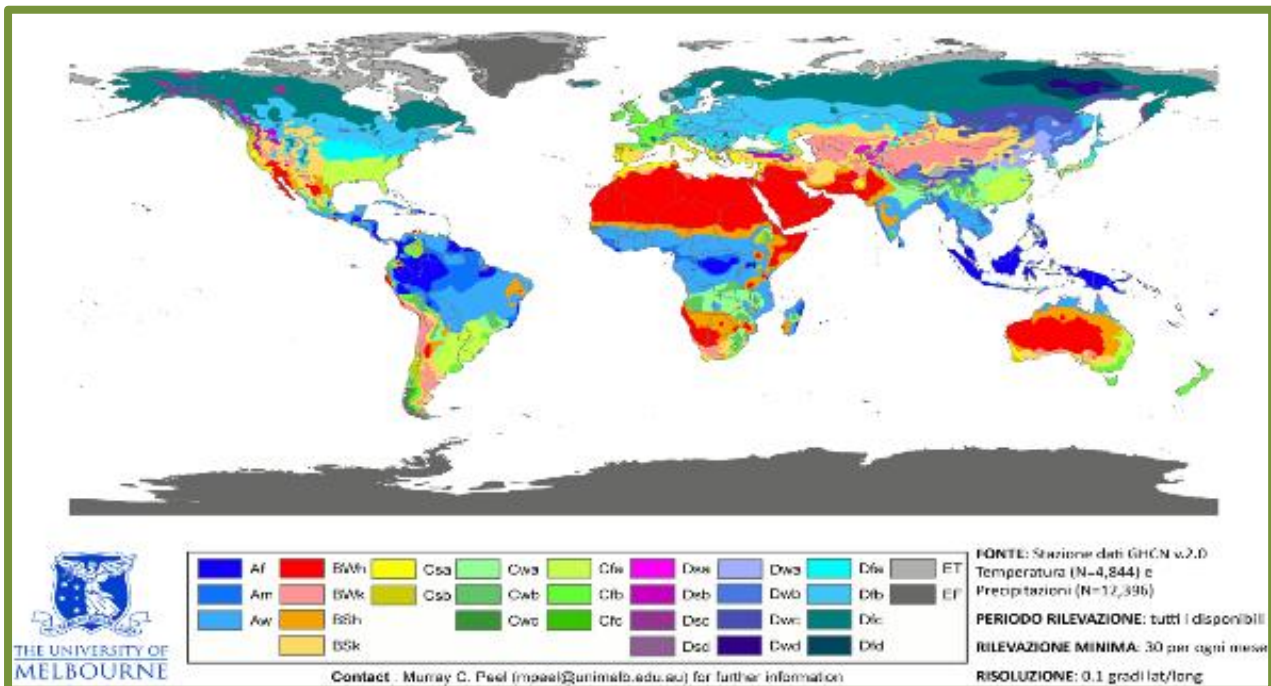 THE UNIVERSITY OF
MELBOURNE
Af BWh Csa Cwa Cfa Dsa Dwa Dfa ET
Am BWk Csb Cwb Cfb Dsb Dwb Dfb EF
Aw BSh Cwc Cfc Dsc Dwc Dfc
BSk Dsd Dwd Dfd
Contact : Murray C. Peel (mpeel@unimelb.edu.au) for further information
FONTE: Stazione dati GHCN v.2.0
Temperatura (N=4,844) e
Precipitazioni (N=12,396)
PERIODO RILEVAZIONE: tutti i disponibili
RILEVAZIONE MINIMA: 30 per ogni mese
RISOLUZIONE: 0.1 gradi lat/long